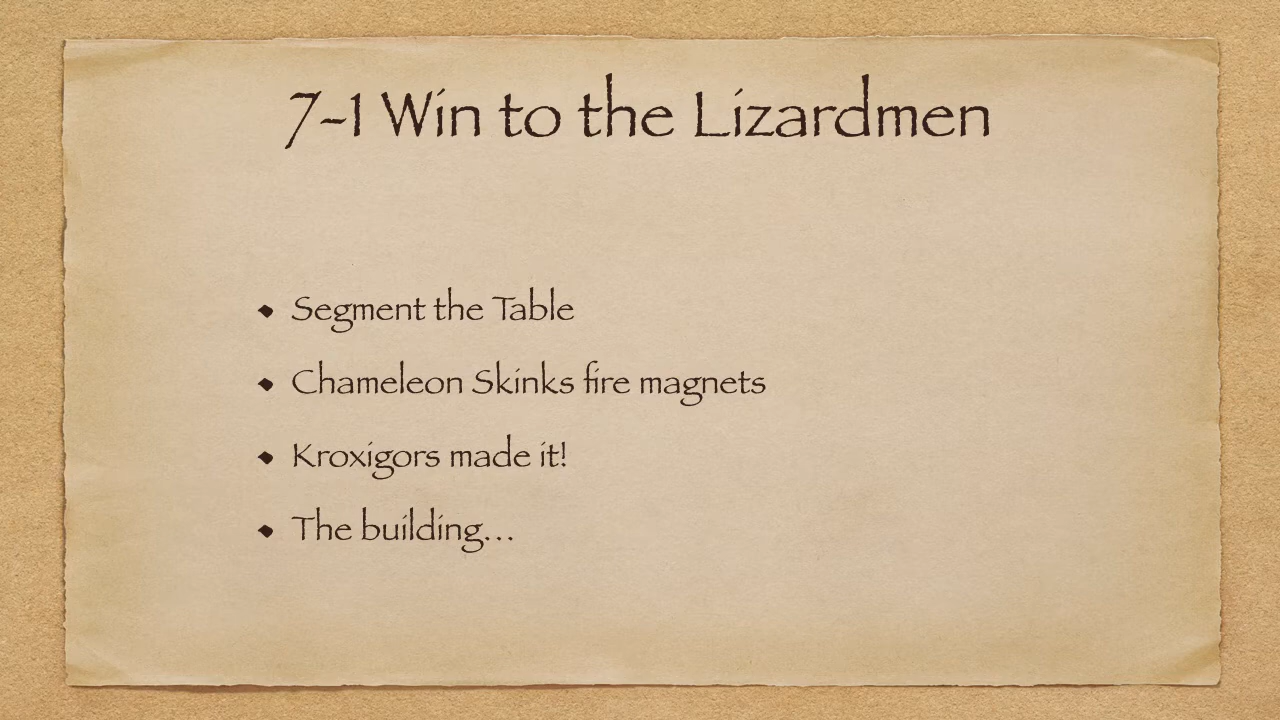 7-1 Win to the Lizardmen
• Segment the Table
• Chameleon Skinks fire magnets
• Kroxigors made it!
• The building…